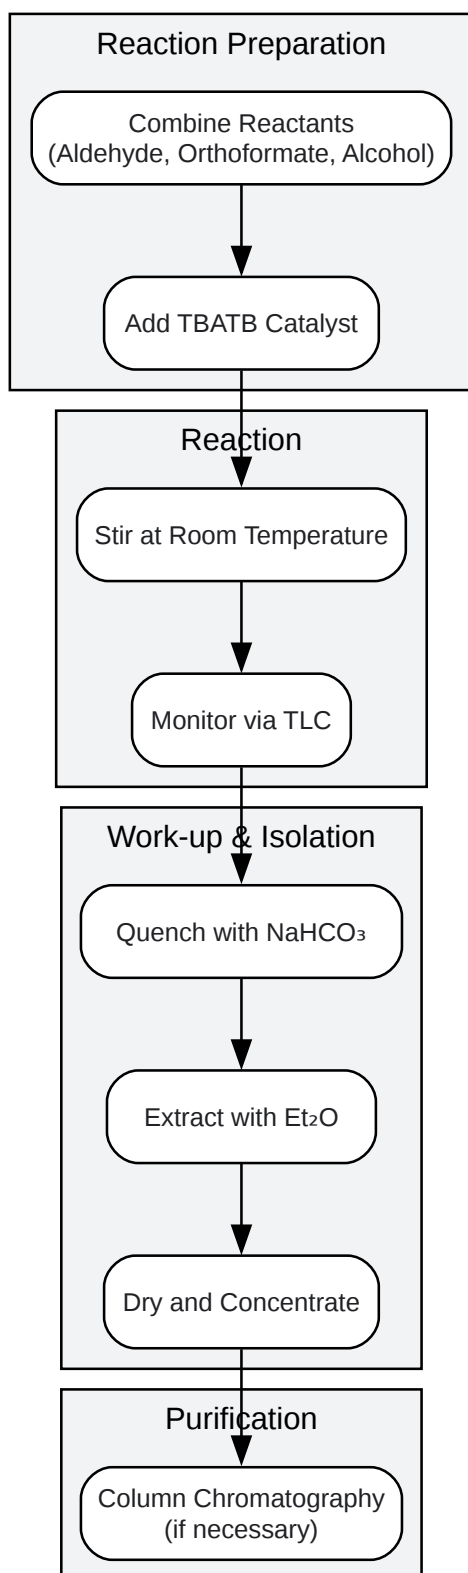 Reaction Preparation
Combine Reactants
(Aldehyde, Orthoformate, Alcohol)
Add TBATB Catalyst
Reaction
Stir at Room Temperature
Monitor via TLC
Work-up & Isolation
Quench with NaHCO₃
Extract with Et₂O
Dry and Concentrate
Purification
Column Chromatography
(if necessary)